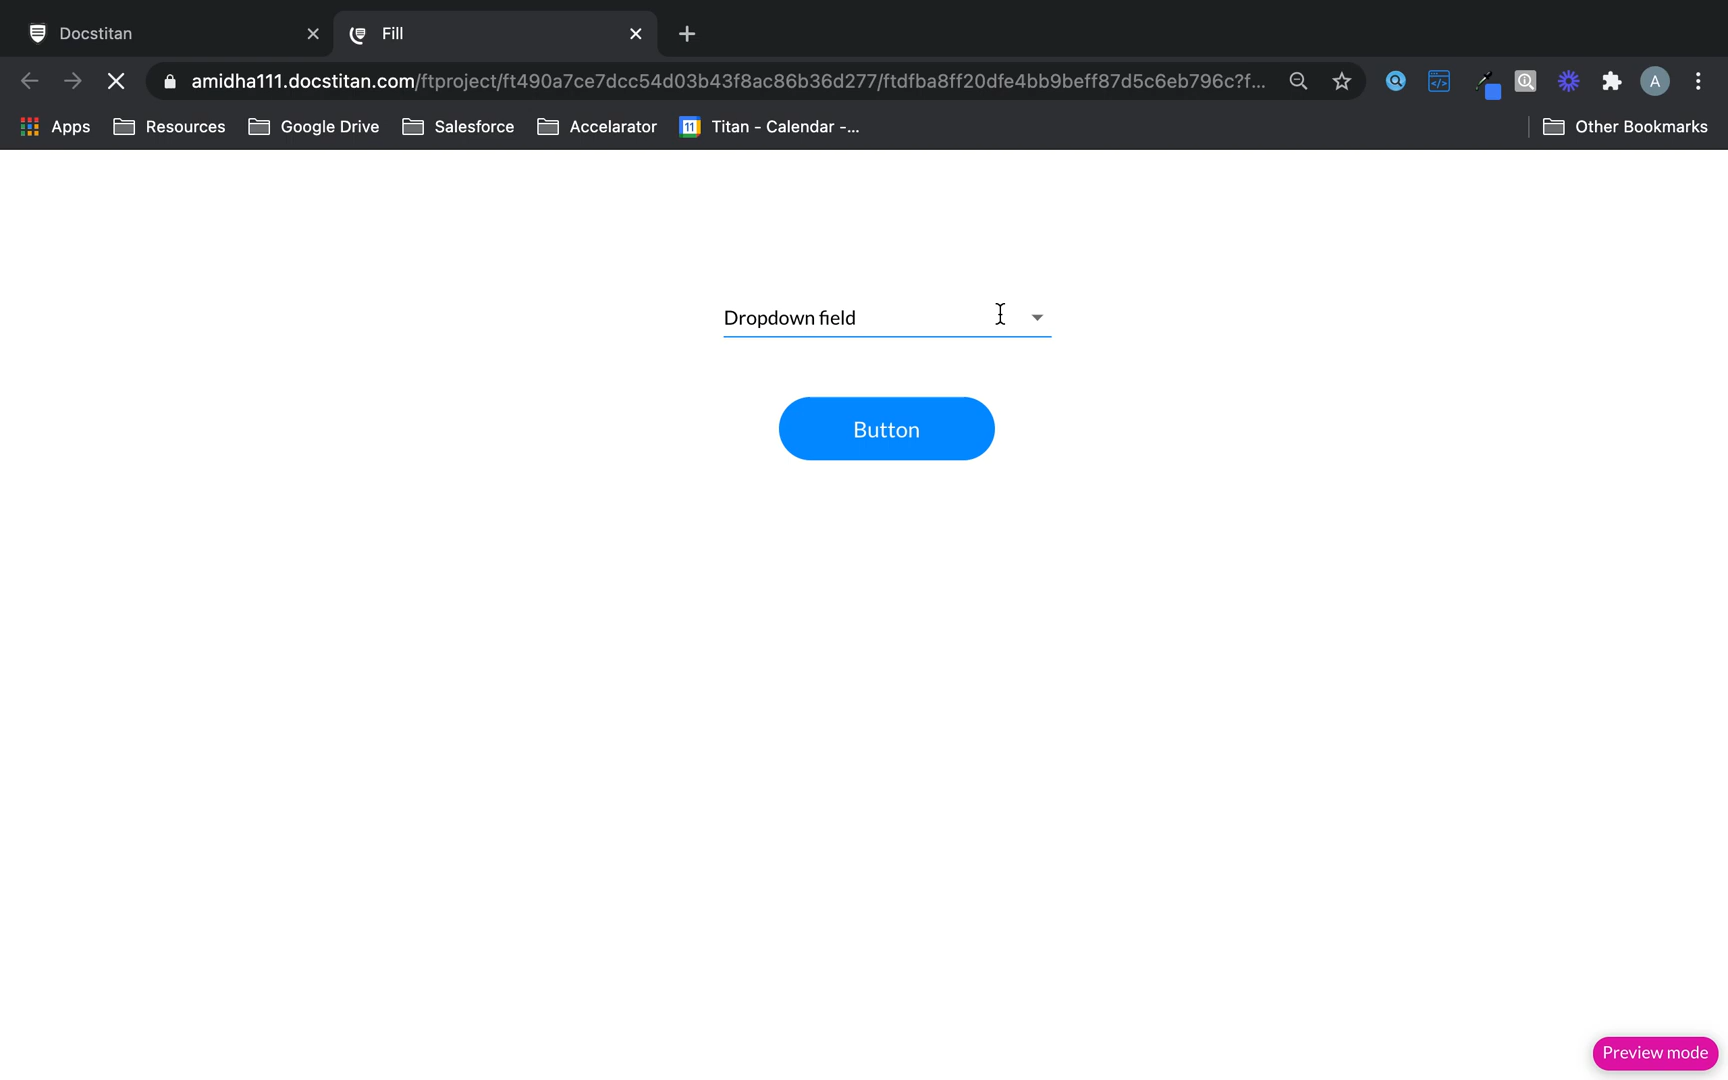 Docstitan
Fill
amidha111.docstitan.com/ftproject/ft490a7ce7dcc54d03b43f8ac86b36d277/ftdfba8ff20dfe4bb9beff87d5c6eb796c?f...
A
Apps
Resources
Google Drive
Salesforce
Accelarator
11
Titan - Calendar -...
Other Bookmarks
Dropdown field
Button
Preview mode